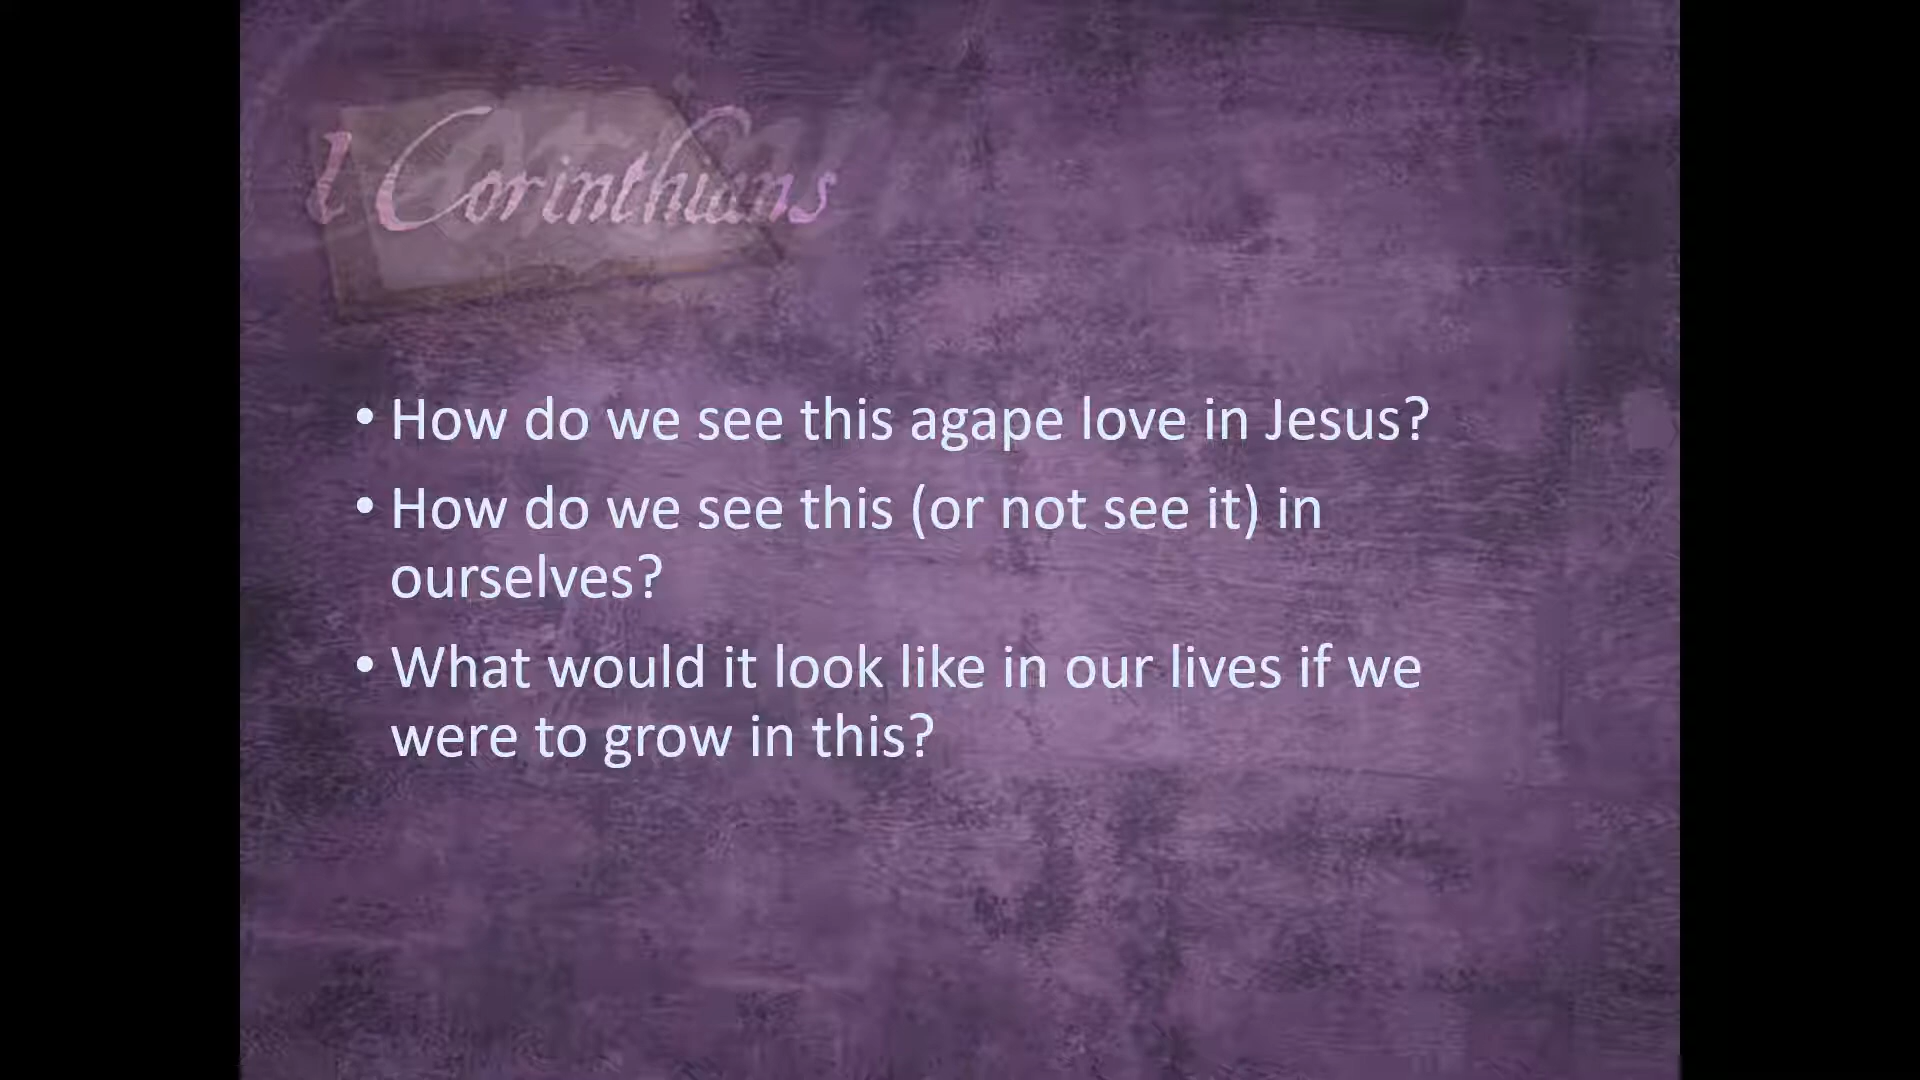 1 Corinthians
• How do we see this agape love in Jesus?
• How do we see this (or not see it) in
ourselves?
• What would it look like in our lives if we
were to grow in this?